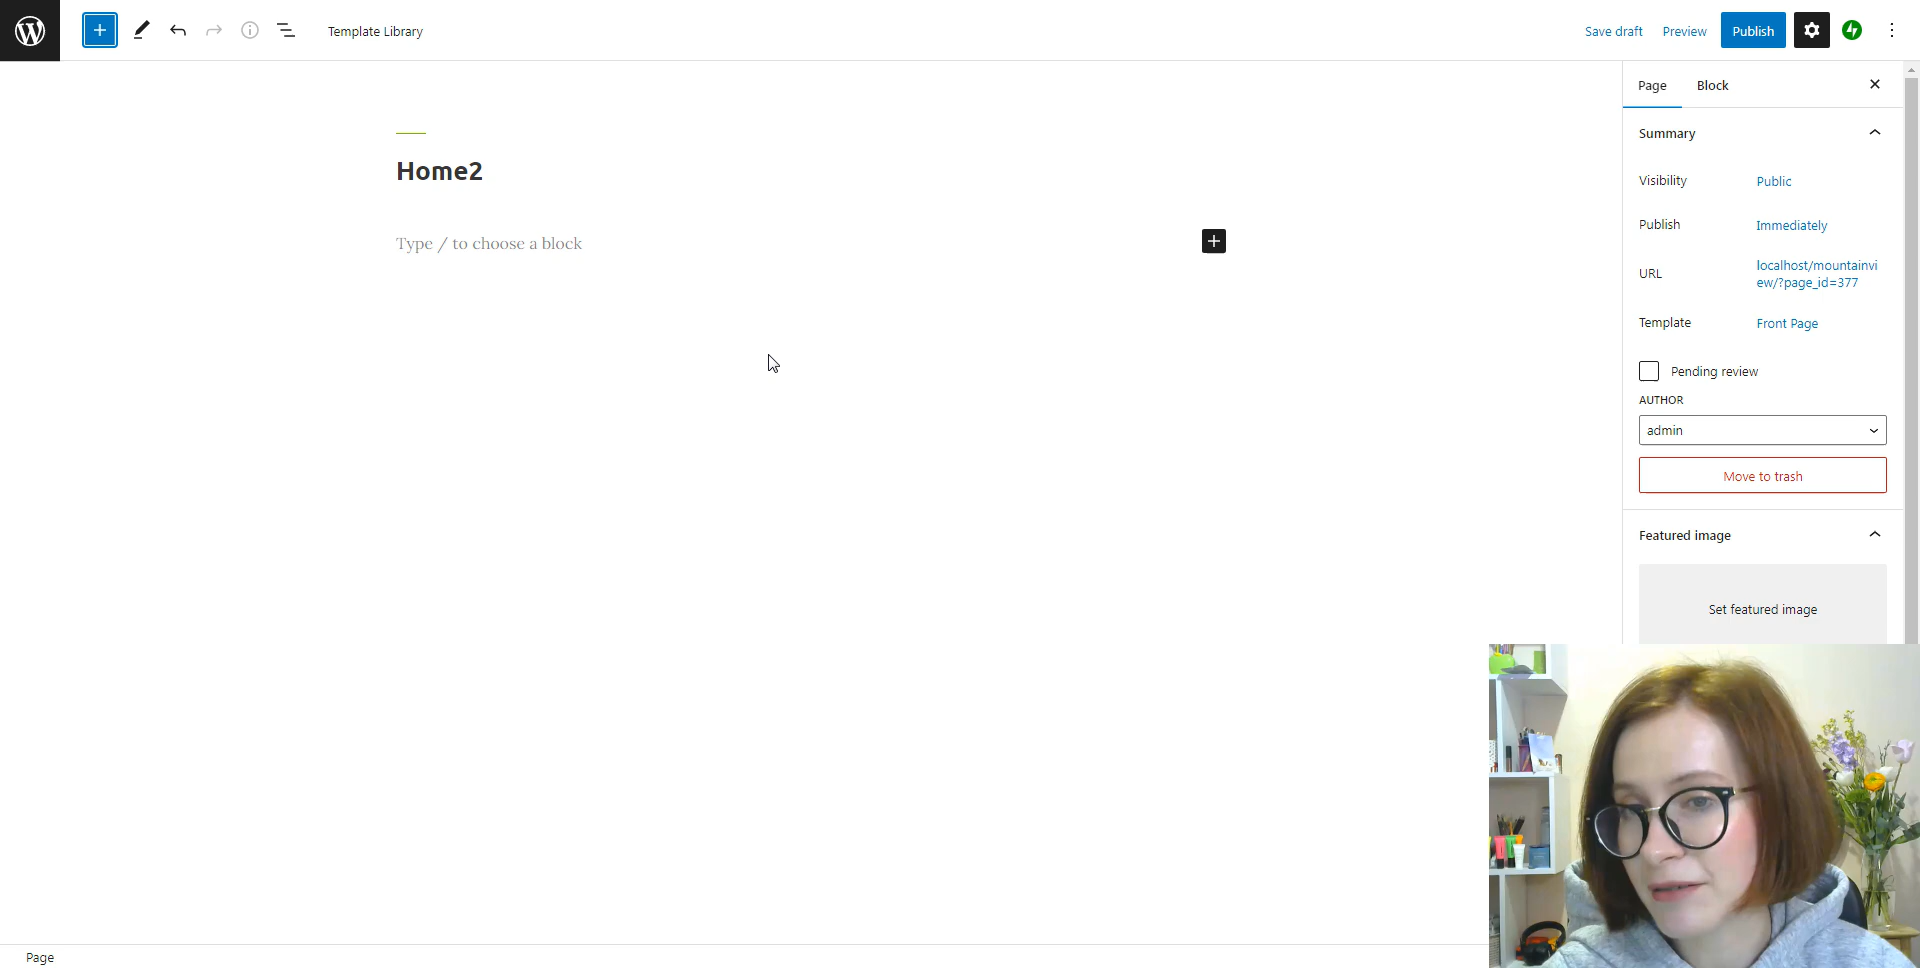 Template Library
Save draft
Preview
Publish
Page
Block
Summary
Visibility
Public
Publish
Immediately
URL
localhost/mountainvi
ew/?page_id=377
Template
Front Page
Pending review
AUTHOR
admin
Move to trash
Featured image
Set featured image
Home2
Type / to choose a block
Page